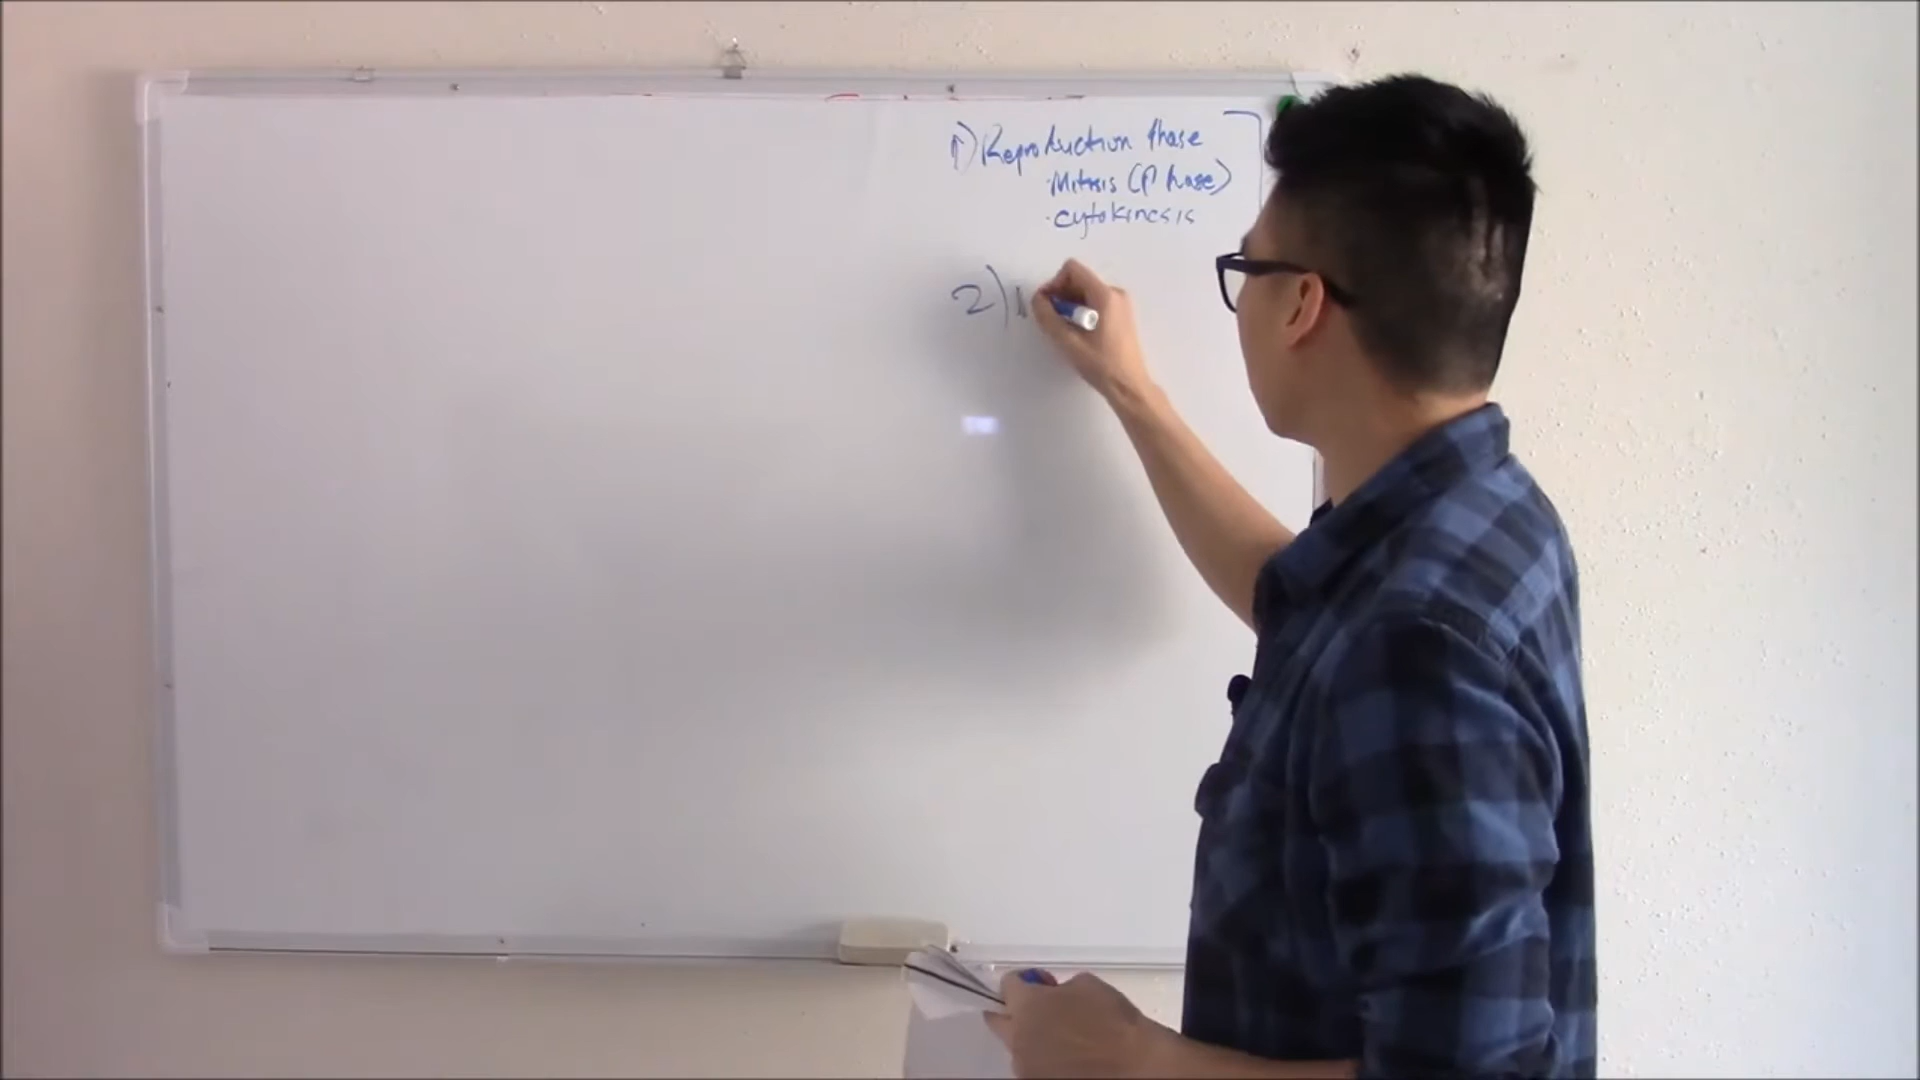 1) Reproduction Phase
· Mitosis (Phase)
· cytokinesis
2)